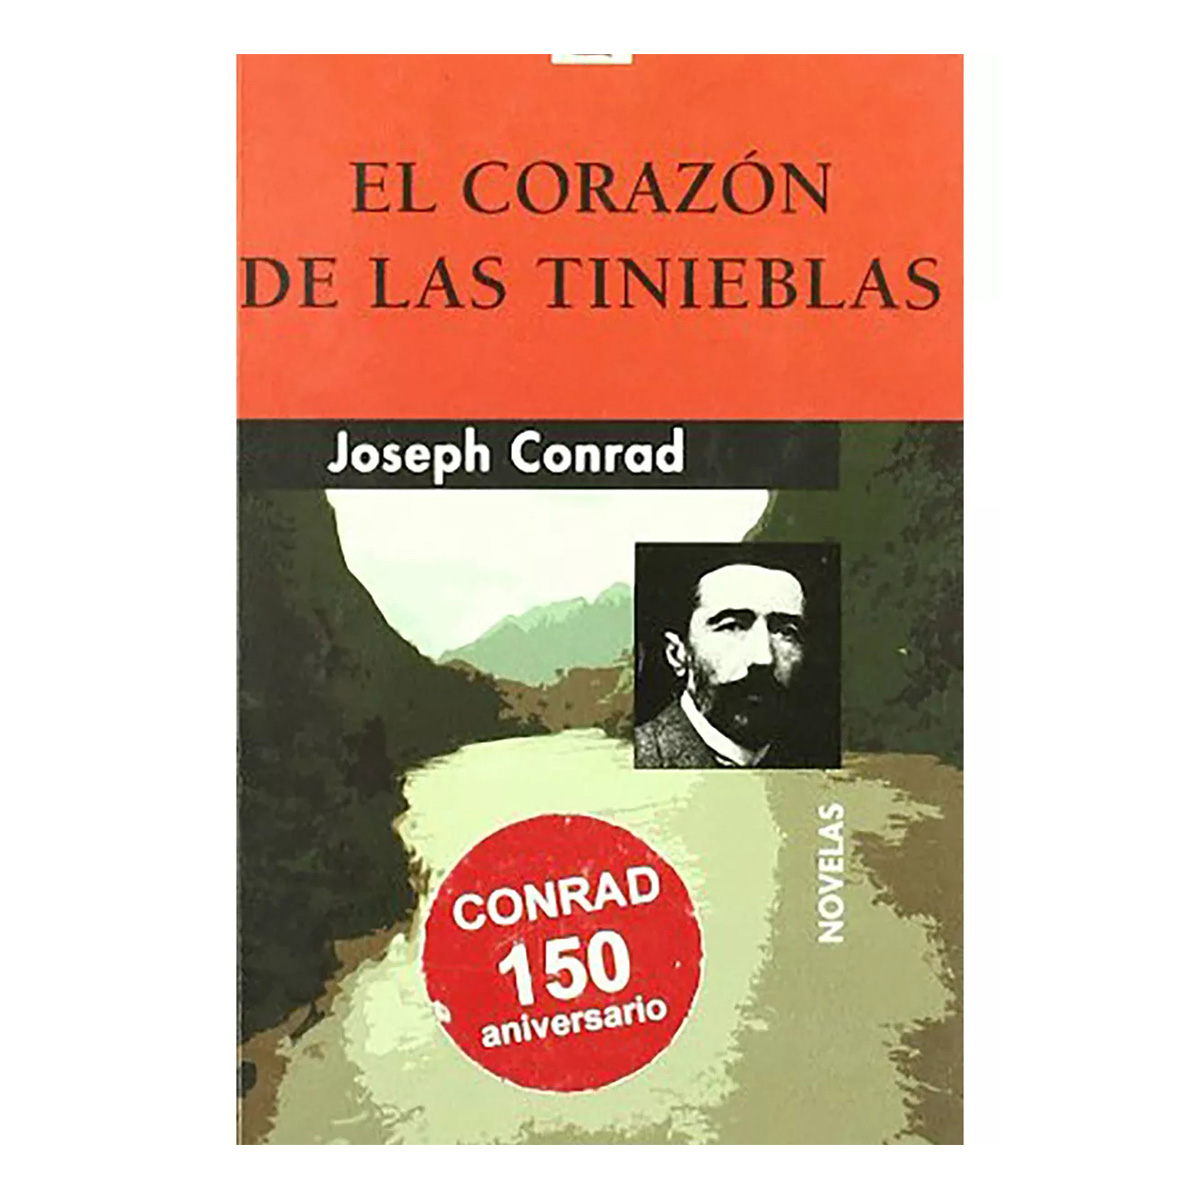 EL CORAZÓN
DE LAS TINIEBLAS
Joseph Conrad
NOVELAS
CONRAD
150
aniversario